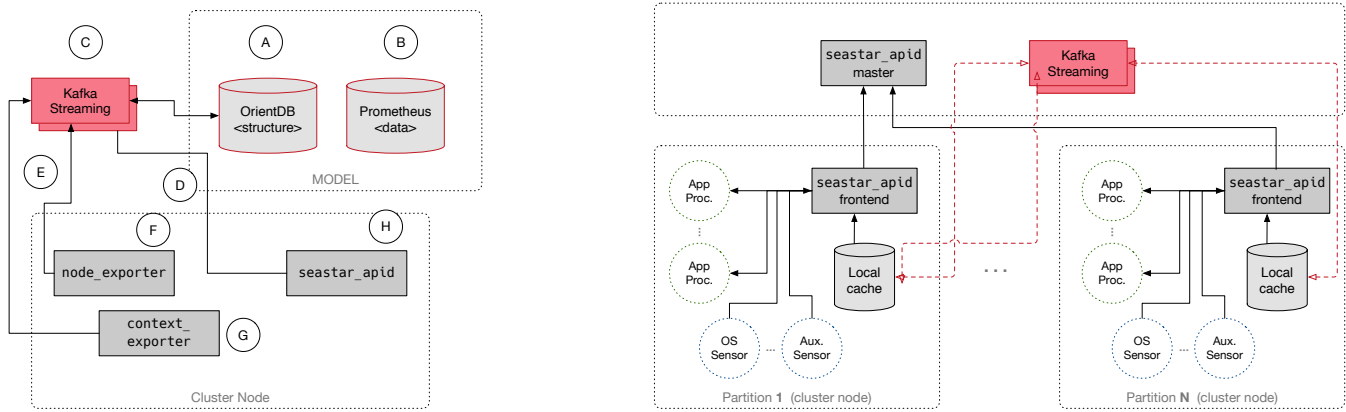 C
A
B
Kafka
Streaming
OrientDB
<structure>
Prometheus
<data>
E
D
MODEL
F
H
node_exporter
seastar_apid
context_
exporter
G
Cluster Node
seastar_apid
master
Kafka
Streaming
App
Proc.
...
App
Proc.
seastar_apid
frontend
Local
cache
OS
Sensor
...
Aux.
Sensor
Partition 1 (cluster node)
...
App
Proc.
...
App
Proc.
seastar_apid
frontend
Local
cache
OS
Sensor
...
Aux.
Sensor
Partition N (cluster node)